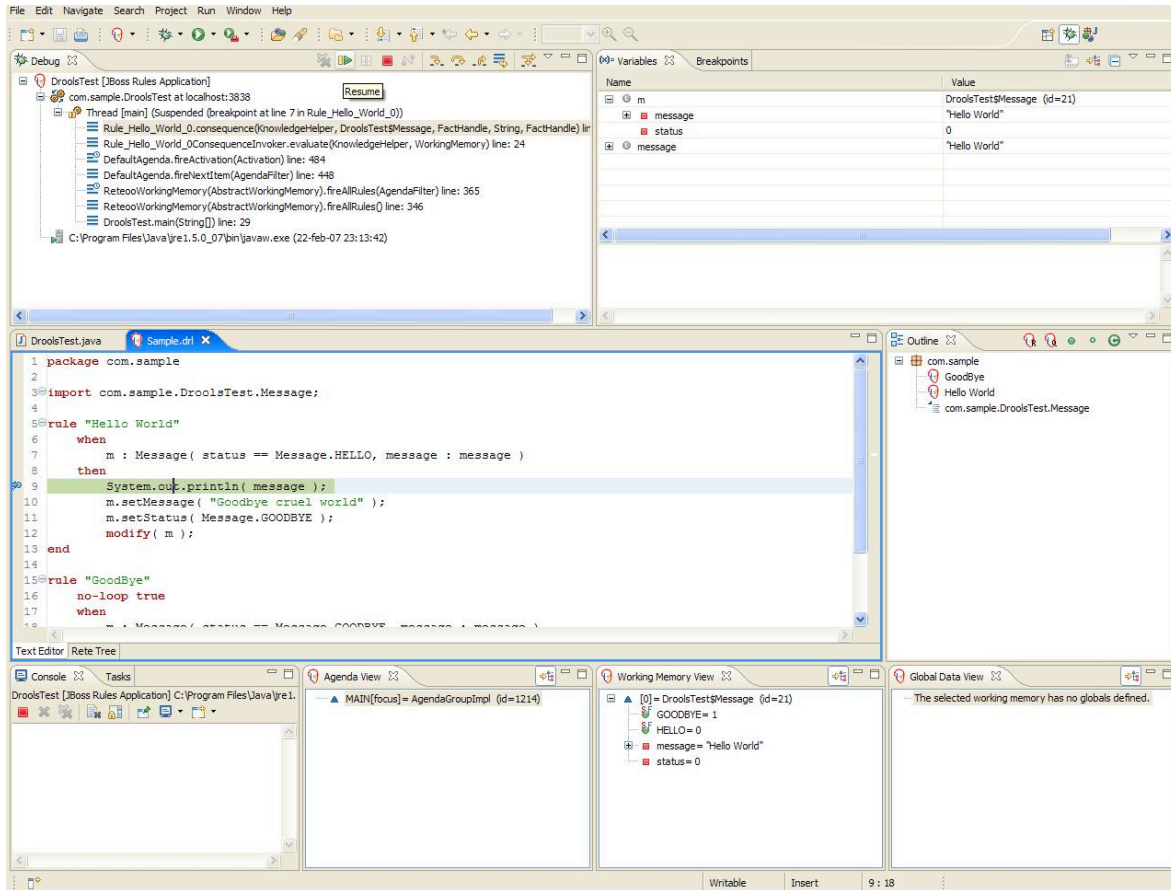 File Edit Navigate Search Project Run Window Help
Debug
Resume
DroolsTest [JBoss Rules Application]
com.sample.DroolsTest at localhost:3838
Thread [main] (Suspended (breakpoint at line 7 in Rule_Hello_World_0))
Rule_Hello_World_0.consequence(KnowledgeHelper, DroolsTest$Message, FactHandle, String, FactHandle) lin
Rule_Hello_World_0ConsequenceInvoker.evaluate(KnowledgeHelper, WorkingMemory) line: 24
DefaultAgenda.fireActivation(Activation) line: 484
DefaultAgenda.fireNextItem(AgendaFilter) line: 448
ReteooWorkingMemory(AbstractWorkingMemory).fireAllRules(AgendaFilter) line: 365
ReteooWorkingMemory(AbstractWorkingMemory).fireAllRules() line: 346
DroolsTest.main(String[]) line: 29
C:\Program Files\Java\jre1.5.0_07\bin\javaw.exe (22-feb-07 23:13:42)
(x)= Variables Breakpoints
Name Value
m DroolsTest$Message (id=21)
message "Hello World"
status 0
message "Hello World"
DroolsTest.java Sample.drl
1 package com.sample
2
3 import com.sample.DroolsTest.Message;
4
5 rule "Hello World"
6 when
7 m : Message( status == Message.HELLO, message : message )
8 then
9 System.out.println( message );
10 m.setMessage( "Goodbye cruel world" );
11 m.setStatus( Message.GOODBYE );
12 modify( m );
13 end
14
15 rule "GoodBye"
16 no-loop true
17 when
18 m : Message( status == Message.GOODBYE, message : message )
Text Editor Rete Tree
Outline
com.sample
GoodBye
Hello World
com.sample.DroolsTest.Message
Console Tasks
DroolsTest [JBoss Rules Application] C:\Program Files\Java\jre1.
Agenda View
MAIN[focus]= AgendaGroupImpl (id=1214)
Working Memory View
[0]= DroolsTest$Message (id=21)
GOODBYE= 1
HELLO= 0
message= "Hello World"
status= 0
Global Data View
The selected working memory has no globals defined.
Writable Insert 9 : 18